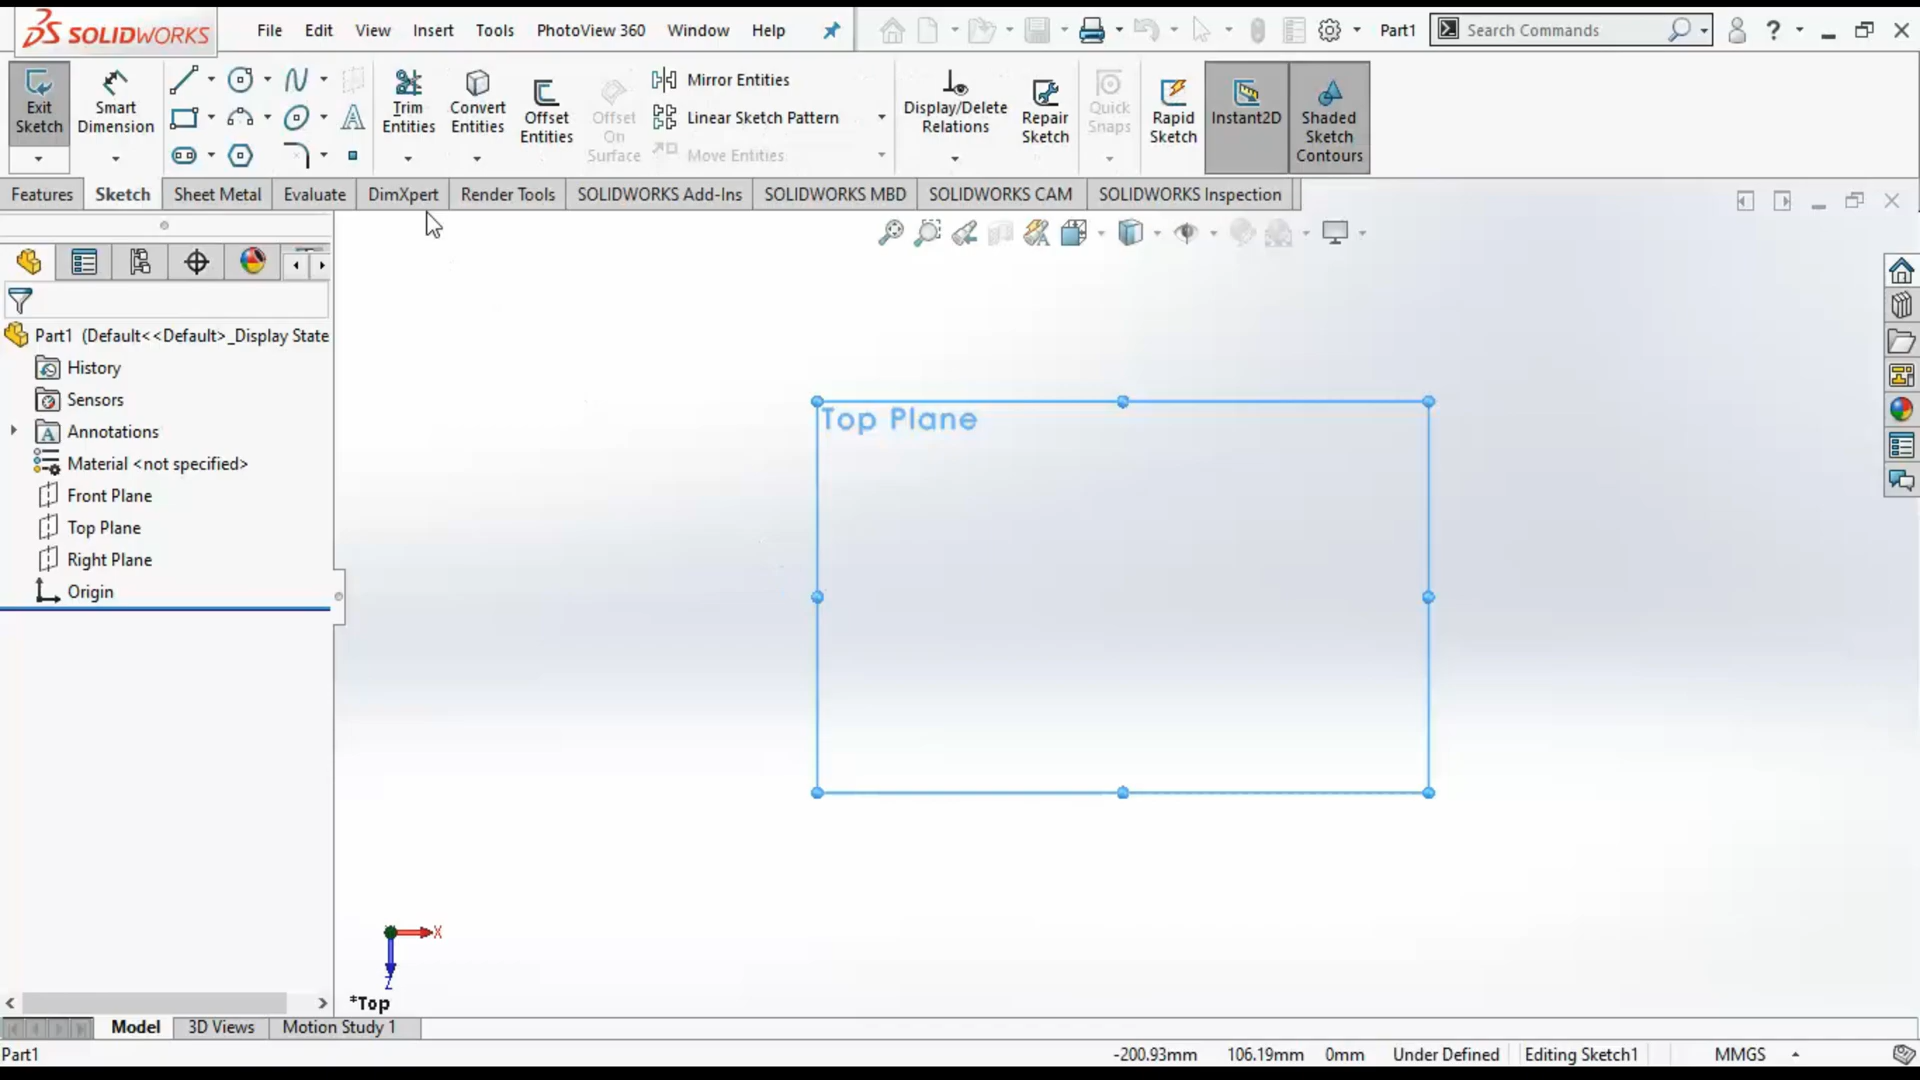 SOLIDWORKS File Edit View Insert Tools PhotoView 360 Window Help Part1 Search Commands ?
Exit Sketch
Smart Dimension
Trim Entities
Convert Entities
Offset Entities
Offset On Surface
Mirror Entities
Linear Sketch Pattern
Move Entities
Display/Delete Relations
Repair Sketch
Quick Snaps
Rapid Sketch
Instant2D
Shaded Sketch Contours
Features Sketch Sheet Metal Evaluate DimXpert Render Tools SOLIDWORKS Add-Ins SOLIDWORKS MBD SOLIDWORKS CAM SOLIDWORKS Inspection
Part1 (Default<<Default>_Display State
History
Sensors
Annotations
Material <not specified>
Front Plane
Top Plane
Right Plane
Origin
Top Plane
X
Z
*Top
Model 3D Views Motion Study 1
Part1 -200.93mm 106.19mm 0mm Under Defined Editing Sketch1 MMGS